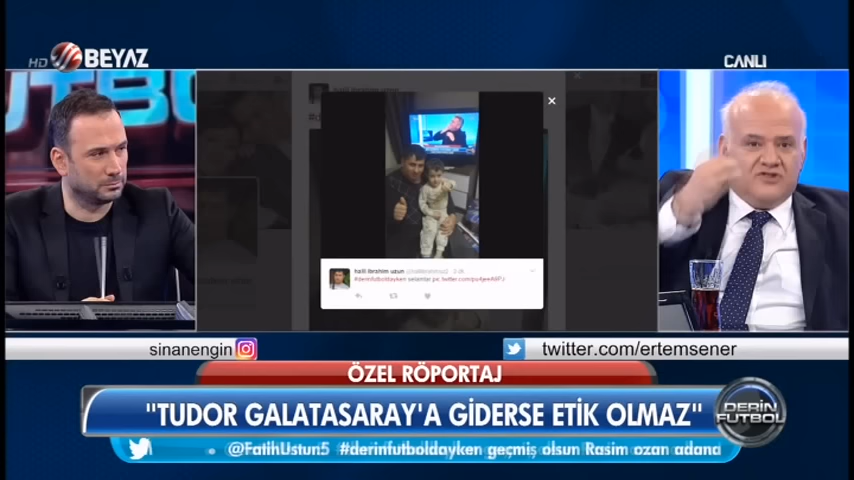 HD BEYAZ
CANLI
FUTBO
halil ibrahim uzun
#derinfutboldayken selamlar
sinanengin
twitter.com/ertemsener
ÖZEL RÖPORTAJ
"TUDOR GALATASARAY'A GİDERSE ETİK OLMAZ"
DERİN FUTBOL
@FatihUstun5 #derinfutboldayken geçmiş olsun Rasim ozan adana